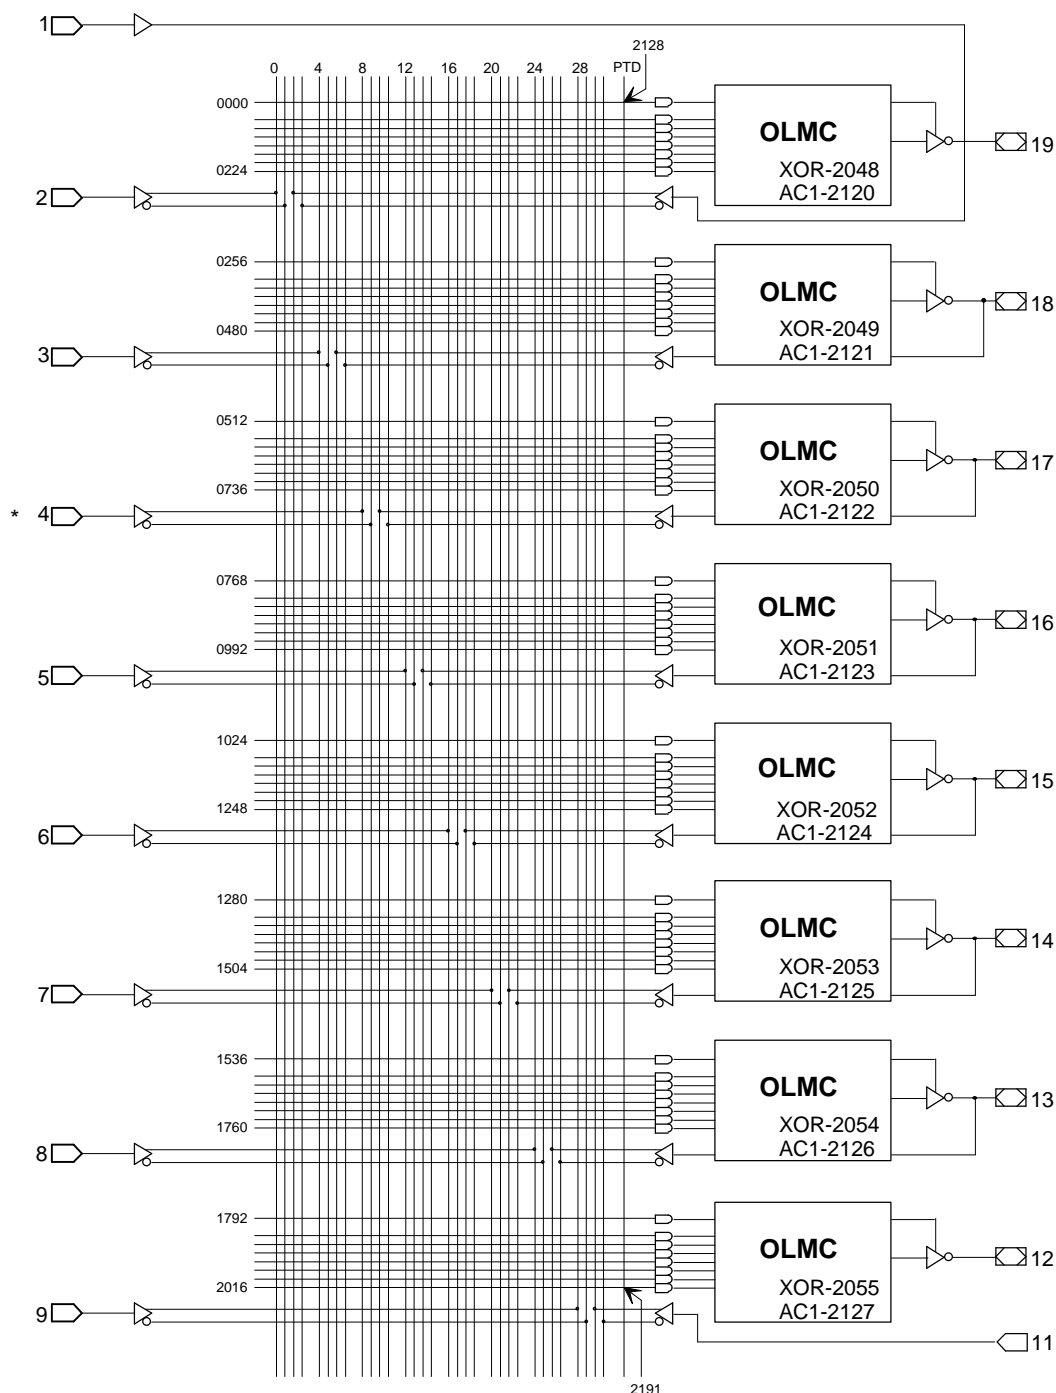 1
2128
0 4 8 12 16 20 24 28 PTD
0000
OLMC
19
XOR-2048
0224
AC1-2120
2
0256
OLMC
18
XOR-2049
0480
AC1-2121
3
0512
OLMC
17
XOR-2050
0736
AC1-2122
* 4
0768
OLMC
16
XOR-2051
0992
AC1-2123
5
1024
OLMC
15
XOR-2052
1248
AC1-2124
6
1280
OLMC
14
XOR-2053
1504
AC1-2125
7
1536
OLMC
13
XOR-2054
1760
AC1-2126
8
1792
OLMC
12
XOR-2055
2016
AC1-2127
9
11
2191